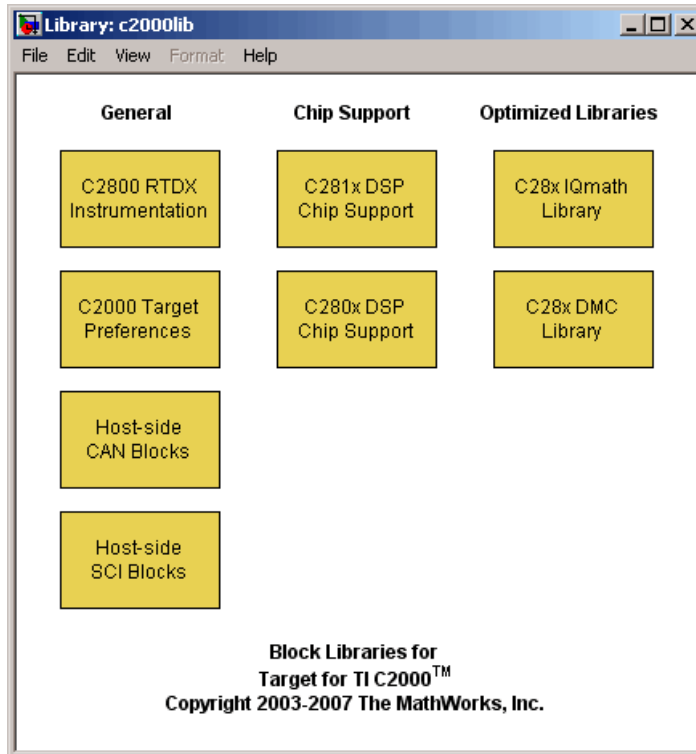 Library: c2000lib
File Edit View Format Help
General Chip Support Optimized Libraries
C2800 RTDX
Instrumentation
C281x DSP
Chip Support
C28x IQmath
Library
C2000 Target
Preferences
C280x DSP
Chip Support
C28x DMC
Library
Host-side
CAN Blocks
Host-side
SCI Blocks
Block Libraries for
Target for TI C2000™
Copyright 2003-2007 The MathWorks, Inc.